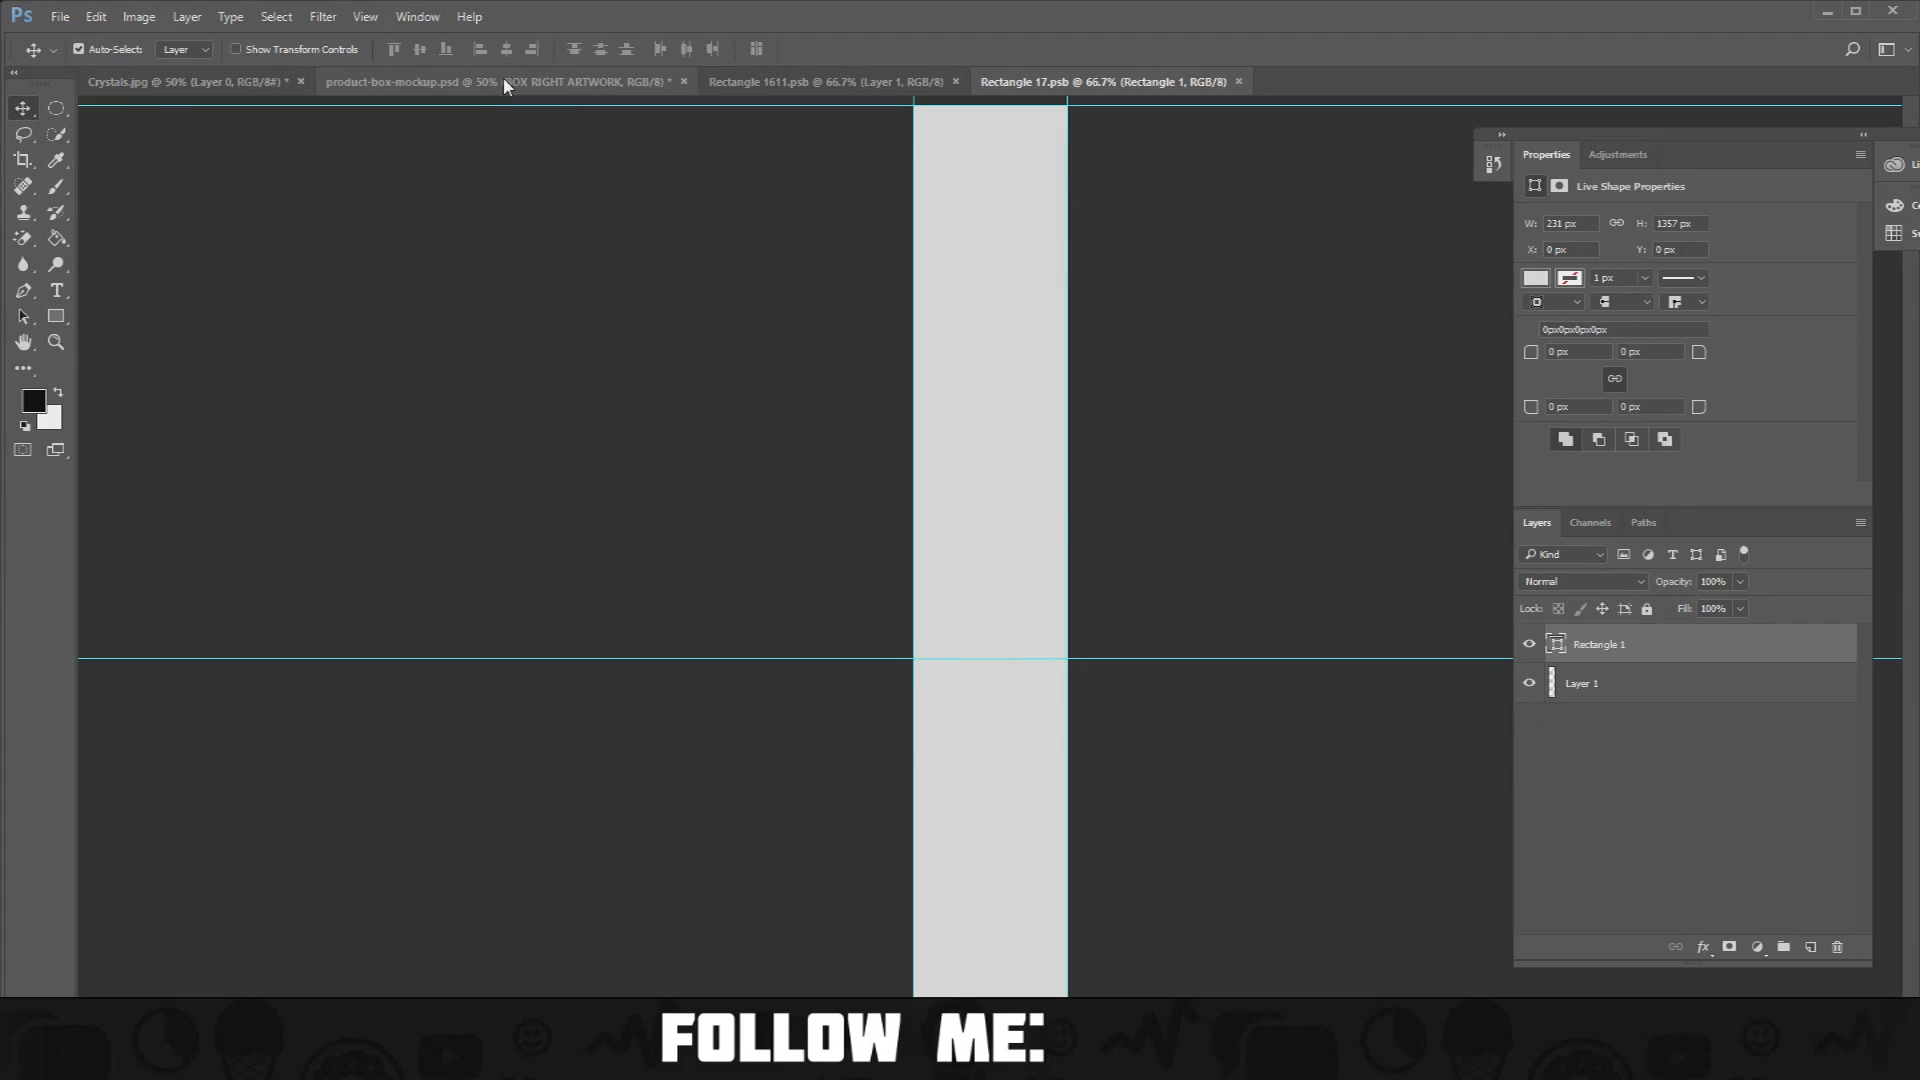 Ps File Edit Image Layer Type Select Filter View Window Help
Auto-Select: Layer Show Transform Controls
Crystals.jpg @ 50% (Layer 0, RGB/8#) * product-box-mockup.psd @ 50% (BOX RIGHT ARTWORK, RGB/8) * Rectangle 1611.psb @ 66.7% (Layer 1, RGB/8) Rectangle 17.psb @ 66.7% (Rectangle 1, RGB/8)
Properties Adjustments
Live Shape Properties
W: 231 px H: 1357 px
X: 0 px Y: 0 px
1 px
0px0px0px0px
0 px 0 px
0 px 0 px
Layers Channels Paths
Kind
Normal Opacity: 100%
Lock: Fill: 100%
Rectangle 1
Layer 1
FOLLOW ME: